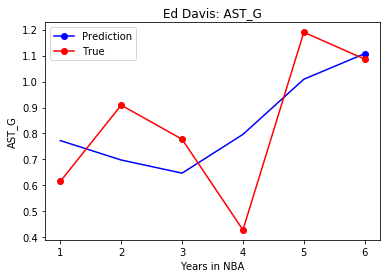 Ed Davis: AST_G
Prediction
True
1.2
1.1
1.0
0.9
0.8
0.7
0.6
0.5
0.4
AST_G
1 2 3 4 5 6
Years in NBA